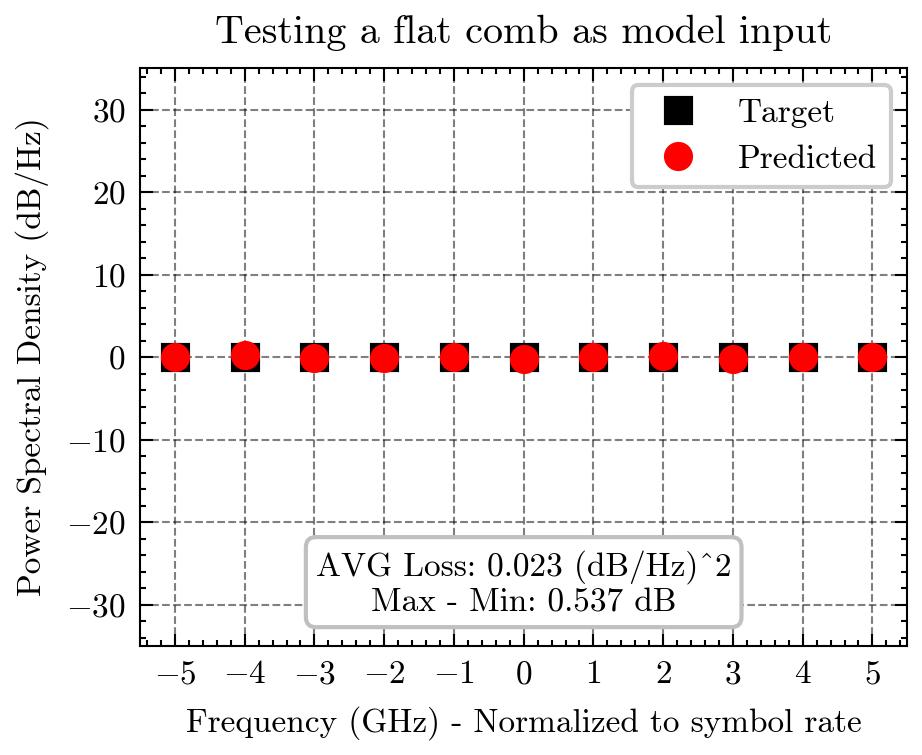 Testing a flat comb as model input
Power Spectral Density (dB/Hz)
30
20
10
0
−10
−20
−30
Target
Predicted
AVG Loss: 0.023 (dB/Hz)^2
Max - Min: 0.537 dB
−5 −4 −3 −2 −1 0 1 2 3 4 5
Frequency (GHz) - Normalized to symbol rate